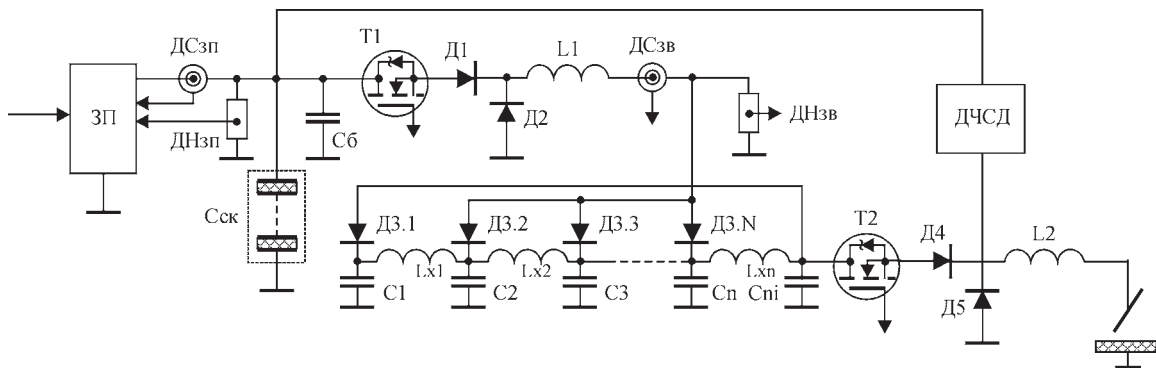 ДСзп
Т1
Д1
L1
ДСзв
ЗП
ДНзп
Сб
Д2
ДНзв
ДЧСД
Сск
Д3.1
Д3.2
Д3.3
Д3.N
Т2
Д4
L2
Lx1
Lx2
Lxn
С1
С2
С3
Сn
Cni
Д5